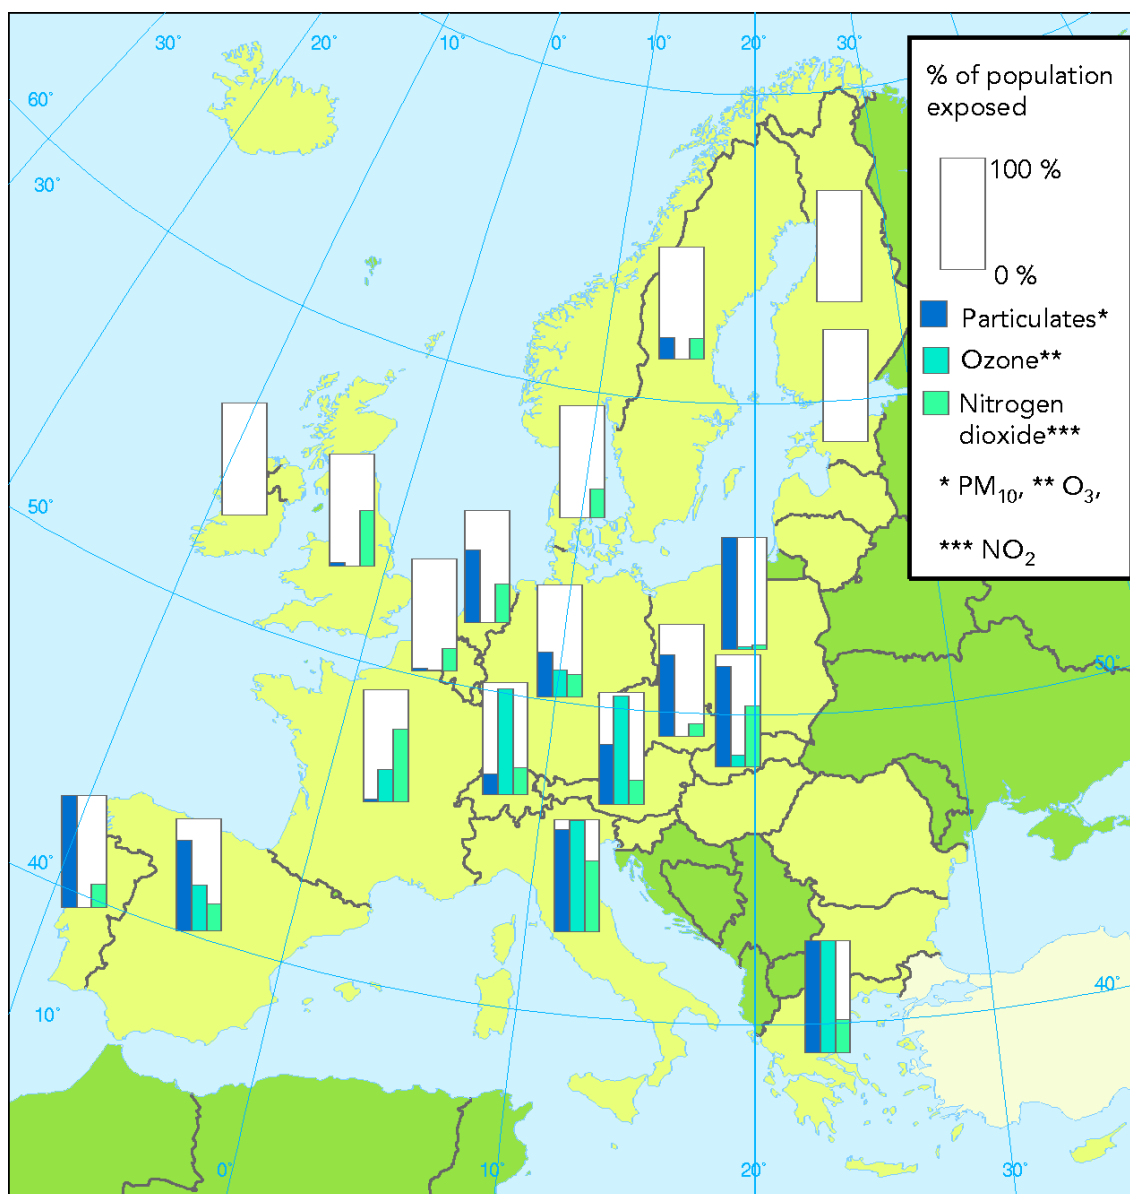 30°
20°
10°
0°
10°
20°
30°
60°
30°
50°
40°
10°
0°
10°
20°
30°
40°
50°
% of population
exposed
100 %
0 %
Particulates*
Ozone**
Nitrogen
dioxide***
* PM10, ** O3,
*** NO2